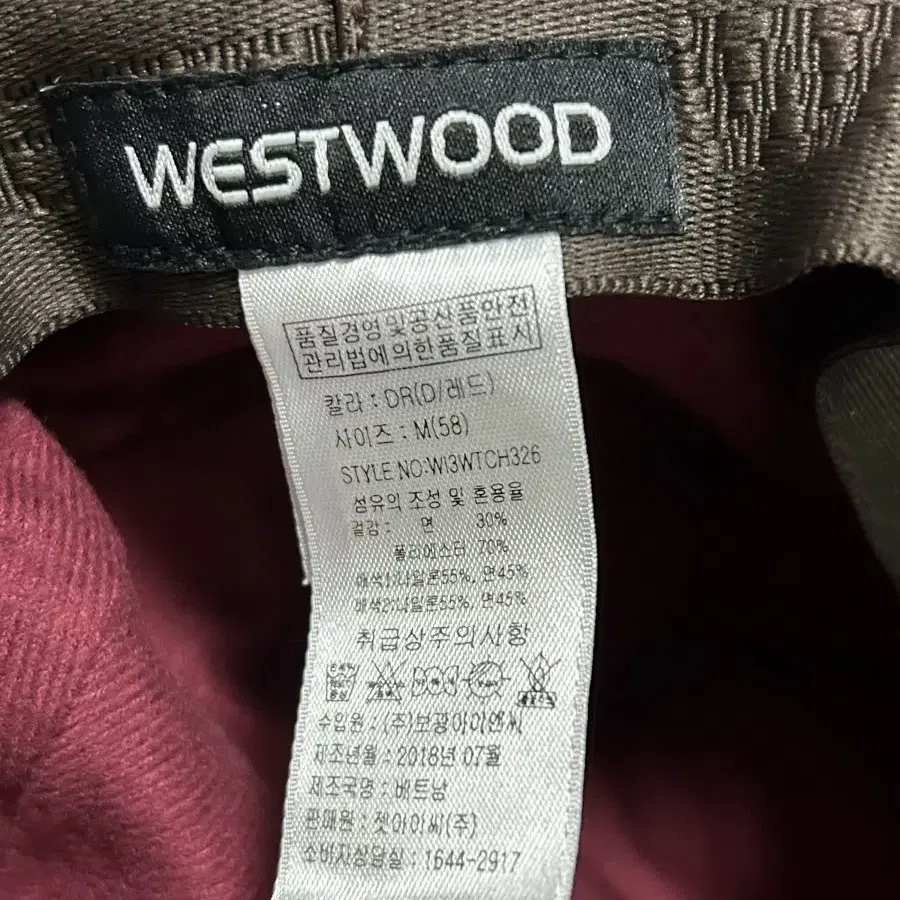 WESTWOOD
품질경영및공산품안전
관리법에의한품질표시
칼라 : DR(D/레드)
사이즈 : M(58)
STYLE NO:WI3WTCH326
섬유의 조성 및 혼용율
겉감 : 면 30%
폴리에스터 70%
배색1:나일론55%, 면45%
배색2:나일론55%, 면45%
취급상주의사항
수입원 : (주)보광아이엔씨
제조년월 : 2018년 07월
제조국명 : 베트남
판매원 : 젯아이씨(주)
소비자상담실 : 1644-2917